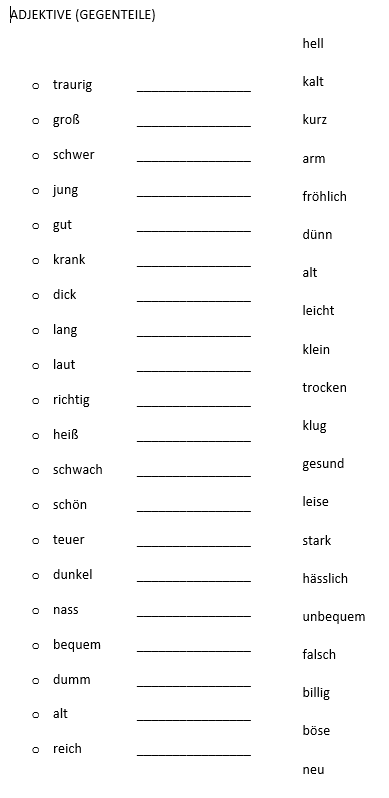 ADJEKTIVE (GEGENTEILE)
hell
kalt
traurig ________________
kurz
groß ________________
schwer ________________
arm
jung ________________
fröhlich
gut ________________
dünn
krank ________________
alt
dick ________________
leicht
lang ________________
klein
laut ________________
trocken
richtig ________________
klug
heiß ________________
gesund
schwach ________________
leise
schön ________________
teuer ________________
stark
dunkel ________________
hässlich
nass ________________
unbequem
bequem ________________
falsch
dumm ________________
billig
alt ________________
böse
reich ________________
neu